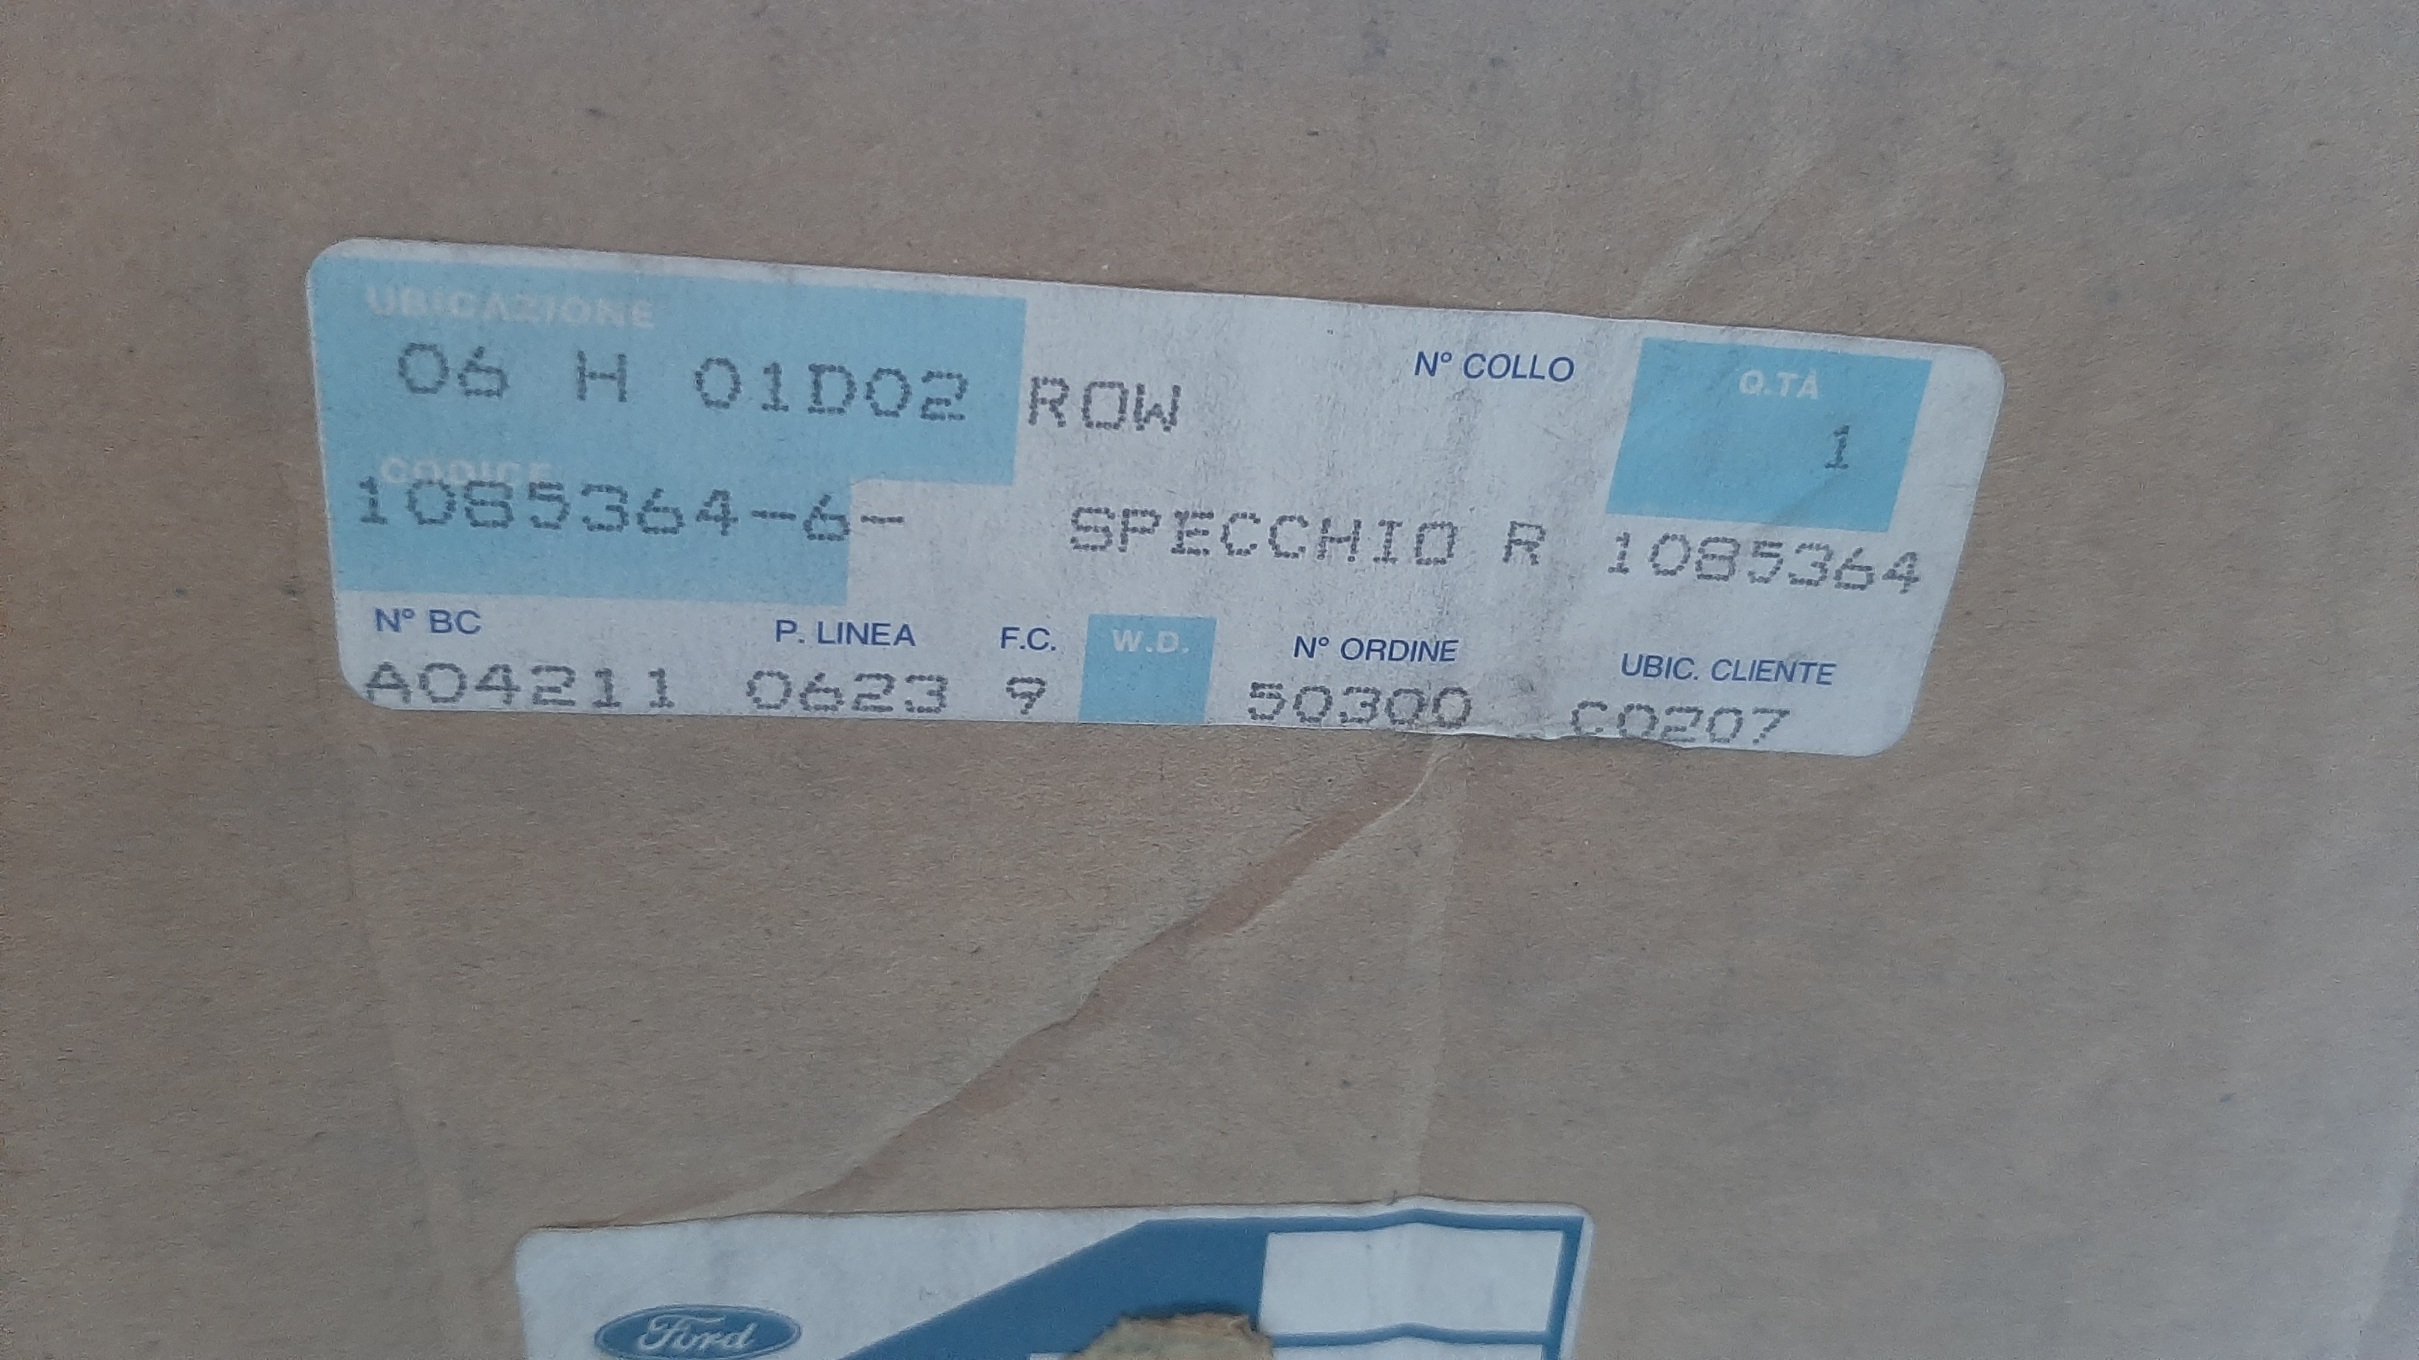 UBICAZIONE
06 H 01D02 ROW
N° COLLO
Q.TÀ
1
CODICE
1085364-6-
SPECCHIO R 1085364
N° BC P. LINEA F.C. W.D. N° ORDINE UBIC. CLIENTE
A04211 0623 9 50300 C0207
Ford